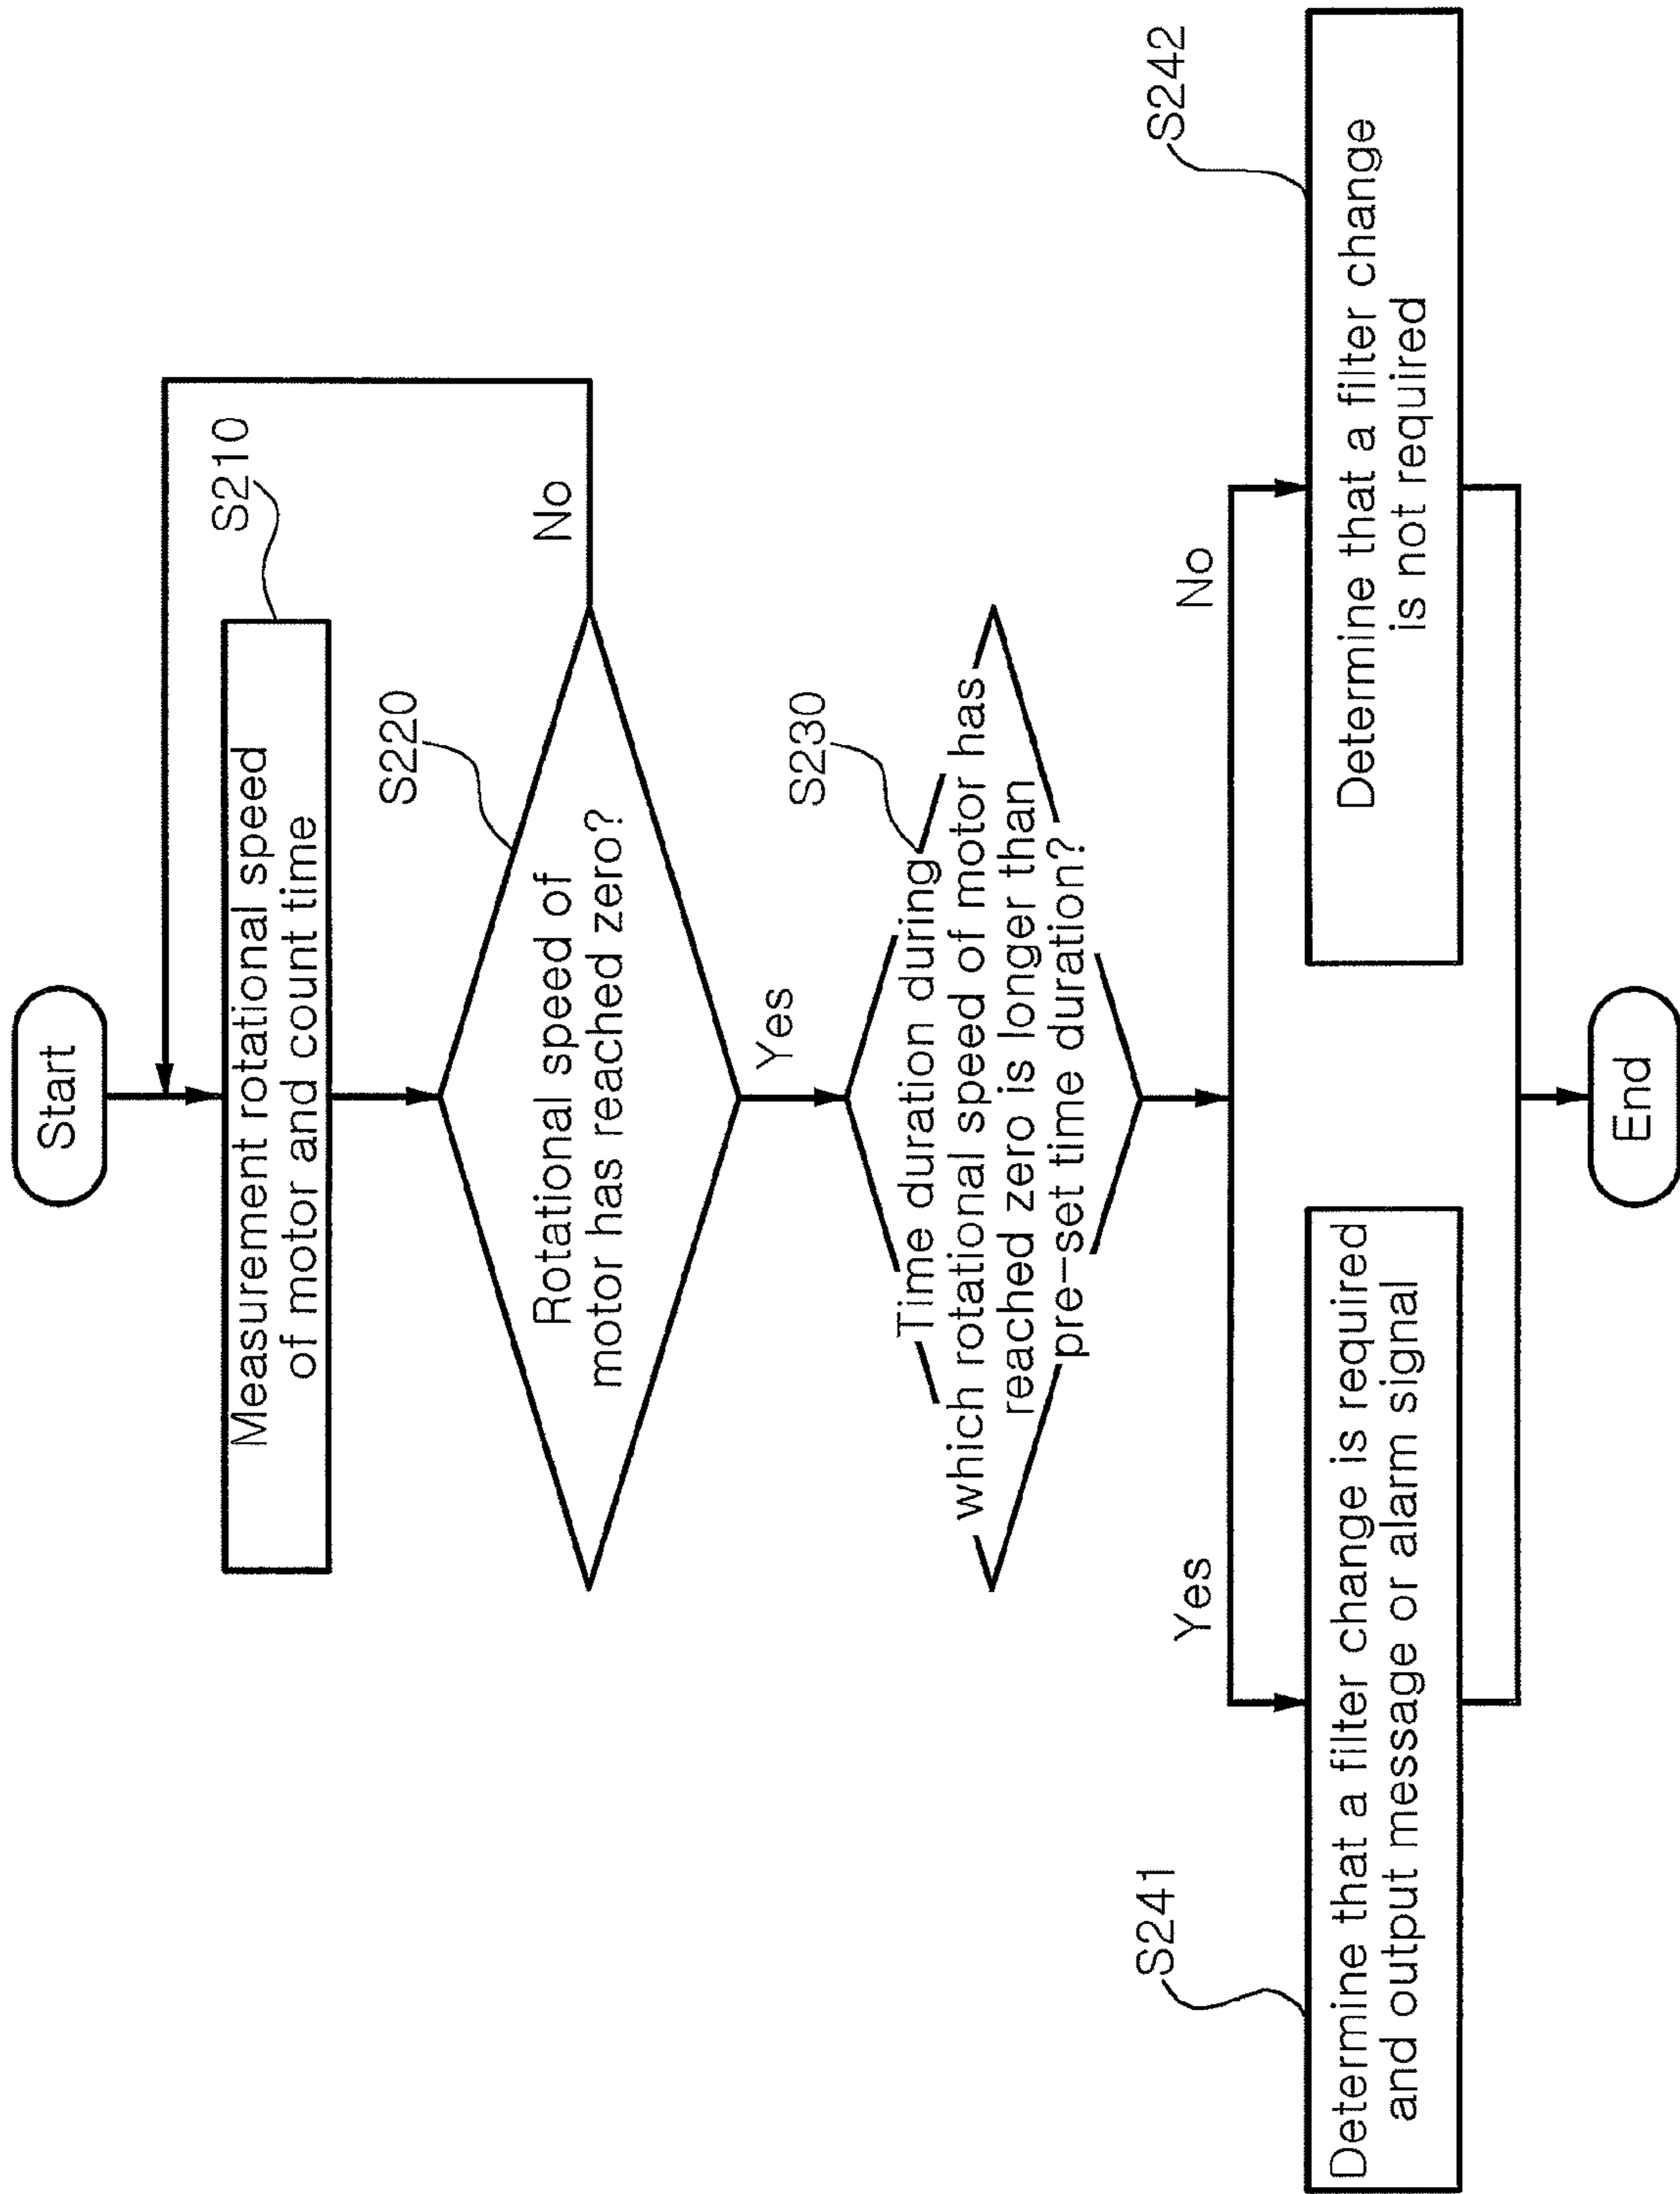 Start
S210
Measurement rotational speed
of motor and count time
S220
Rotational speed of
motor has reached zero?
No
Yes
S230
Time duration during
which rotational speed of motor has
reached zero is longer than
pre-set time duration?
Yes
No
S241
Determine that a filter change is required
and output message or alarm signal
S242
Determine that a filter change
is not required
End